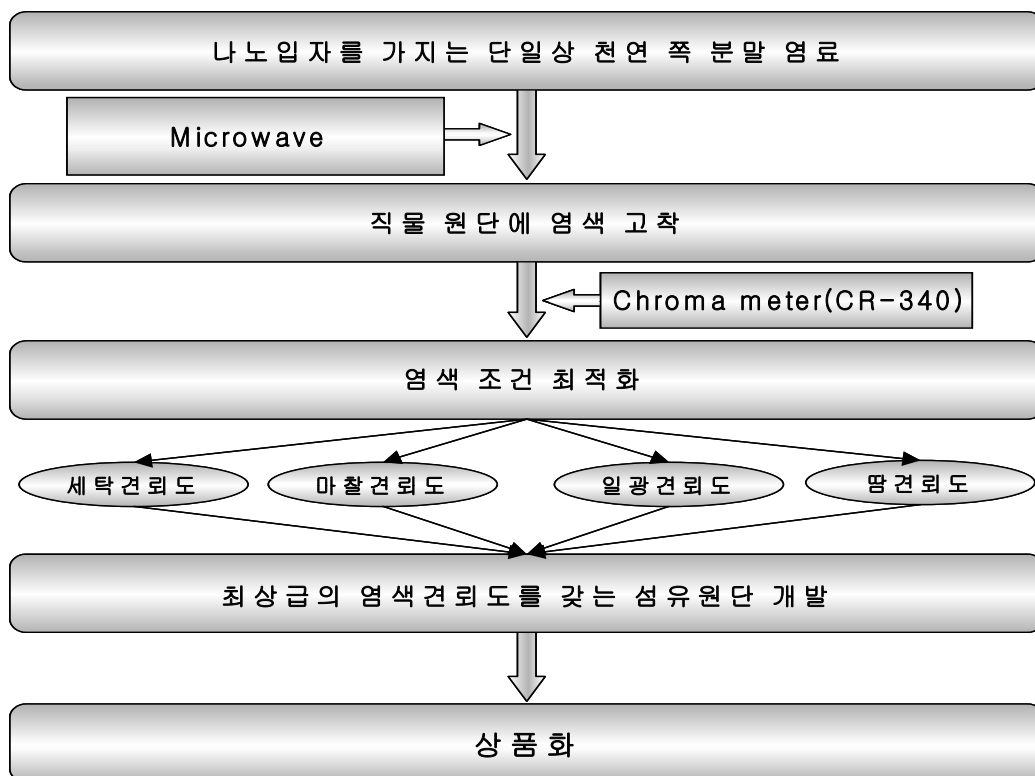 나노입자를 가지는 단일상 천연 쪽 분말 염료
Microwave
직물 원단에 염색 고착
Chroma meter(CR-340)
염색 조건 최적화
세탁견뢰도
마찰견뢰도
일광견뢰도
땀견뢰도
최상급의 염색견뢰도를 갖는 섬유원단 개발
상품화